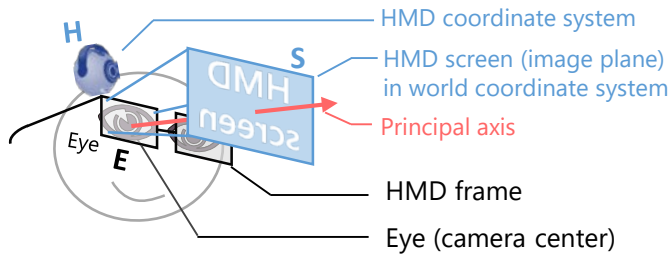 H
HMD coordinate system
S
HMD screen (image plane)
in world coordinate system
HMD
screen
Principal axis
Eye
E
HMD frame
Eye (camera center)